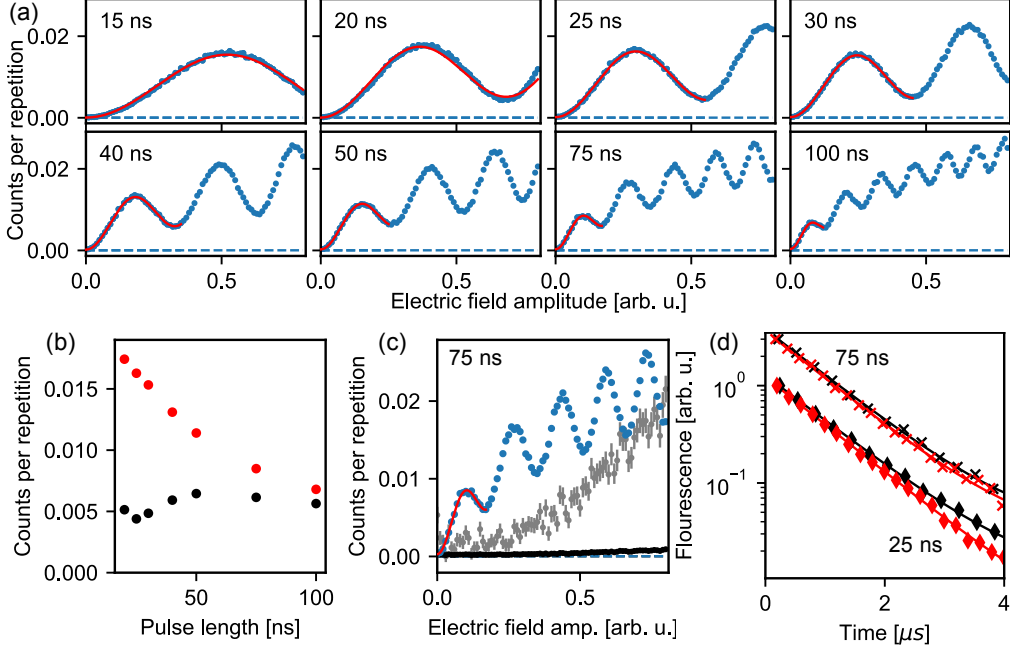 (a)
15 ns
20 ns
25 ns
30 ns
0.02
0.00
40 ns
50 ns
75 ns
100 ns
0.02
0.00
Counts per repetition
0.0 0.5 0.0 0.5 0.0 0.5 0.0 0.5
Electric field amplitude [arb. u.]
(b)
Counts per repetition
0.015
0.010
0.005
0.000
50 100
Pulse length [ns]
(c)
75 ns
Counts per repetition
0.02
0.01
0.00
0.0 0.5
Electric field amp. [arb. u.]
(d)
75 ns
Flourescence [arb. u.]
10⁰
10⁻¹
25 ns
0 2 4
Time [μs]